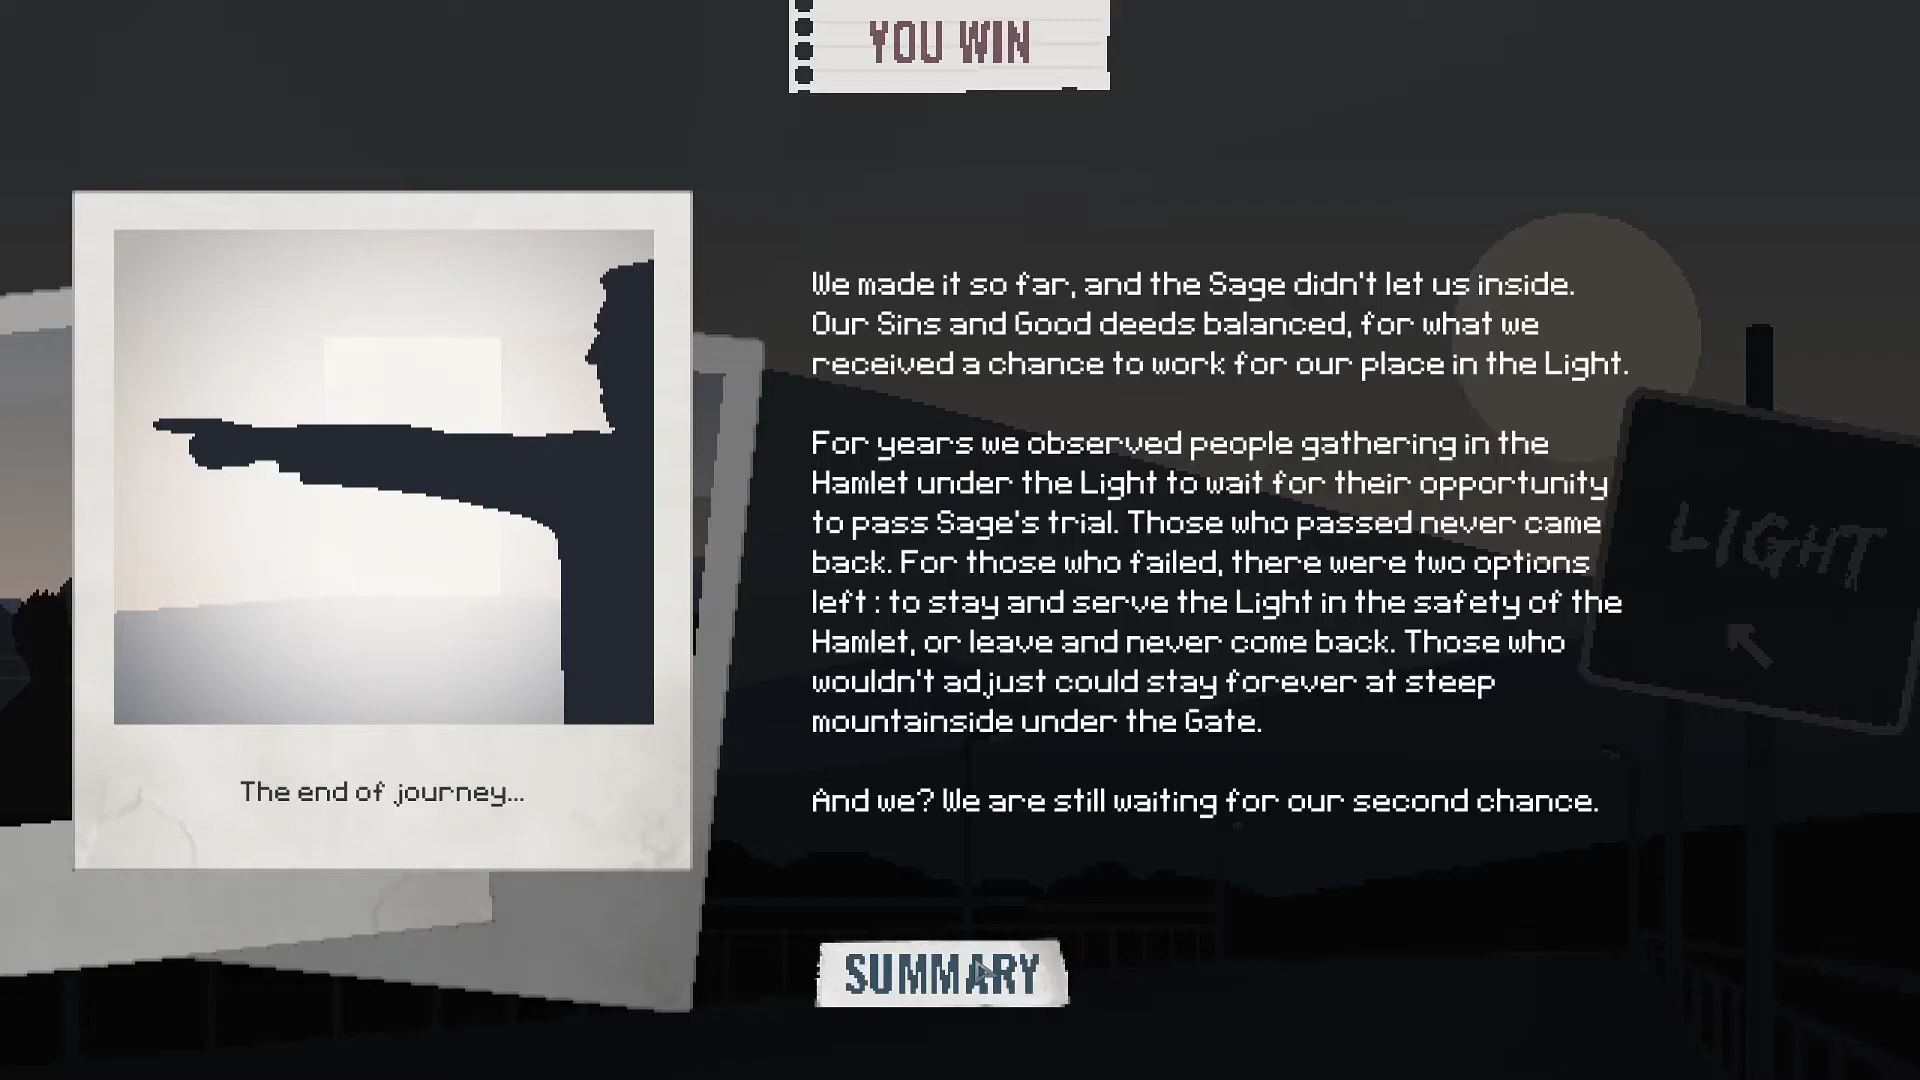 YOU WIN
We made it so far, and the Sage didn't let us inside.
Our Sins and Good deeds balanced, for what we
received a chance to work for our place in the Light.
For years we observed people gathering in the
Hamlet under the Light to wait for their opportunity
to pass Sage's trial. Those who passed never came
back. For those who failed, there were two options
left : to stay and serve the Light in the safety of the
Hamlet, or leave and never come back. Those who
wouldn't adjust could stay forever at steep
mountainside under the Gate.
And we? We are still waiting for our second chance.
The end of journey...
LIGHT
SUMMARY